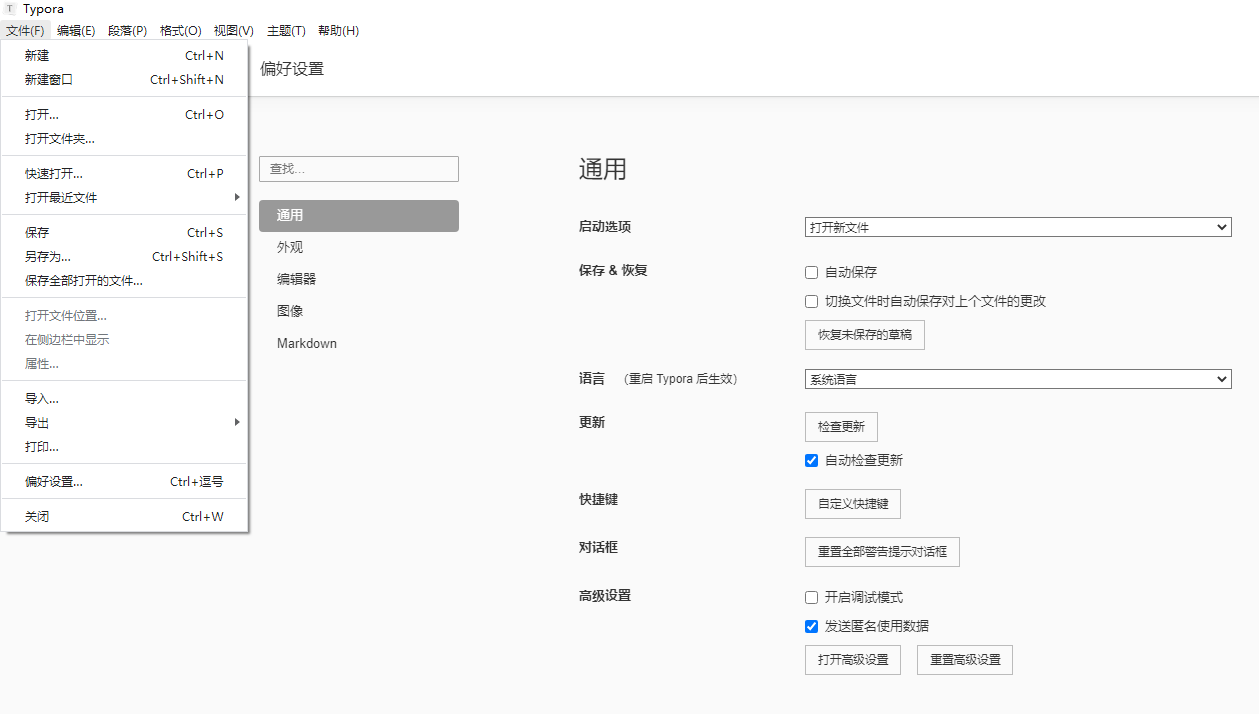 Typora
文件(F) 编辑(E) 段落(P) 格式(O) 视图(V) 主题(T) 帮助(H)
新建 Ctrl+N
新建窗口 Ctrl+Shift+N
打开... Ctrl+O
打开文件夹...
快速打开... Ctrl+P
打开最近文件
保存 Ctrl+S
另存为... Ctrl+Shift+S
保存全部打开的文件...
打开文件位置...
在侧边栏中显示
属性...
导入...
导出
打印...
偏好设置... Ctrl+逗号
关闭 Ctrl+W
偏好设置
查找...
通用
外观
编辑器
图像
Markdown
通用
启动选项 打开新文件
保存 & 恢复 自动保存
切换文件时自动保存对上个文件的更改
恢复未保存的草稿
语言 (重启 Typora 后生效) 系统语言
更新 检查更新
自动检查更新
快捷键 自定义快捷键
对话框 重置全部警告提示对话框
高级设置 开启调试模式
发送匿名使用数据
打开高级设置 重置高级设置